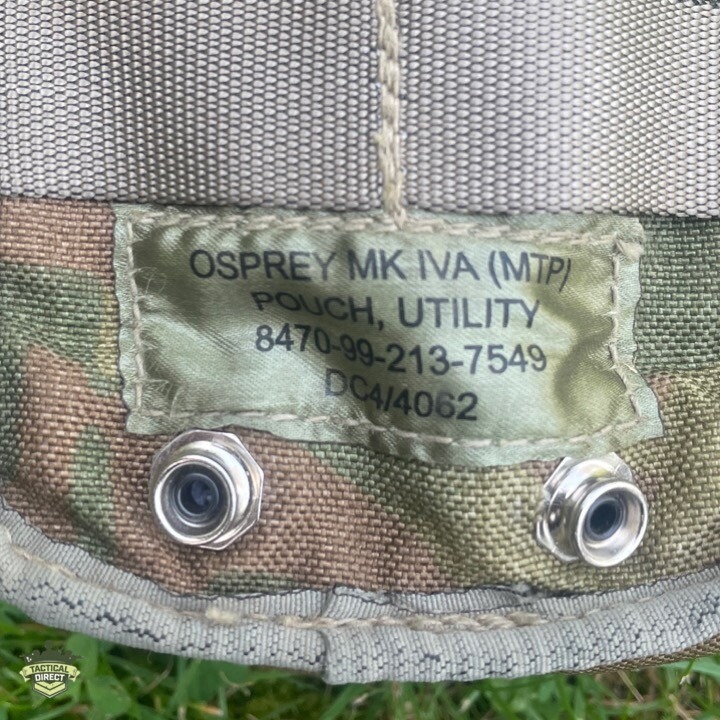 OSPREY MK IVA (MTP)
POUCH, UTILITY
8470-99-213-7549
DC4/4062
TACTICAL
DIRECT